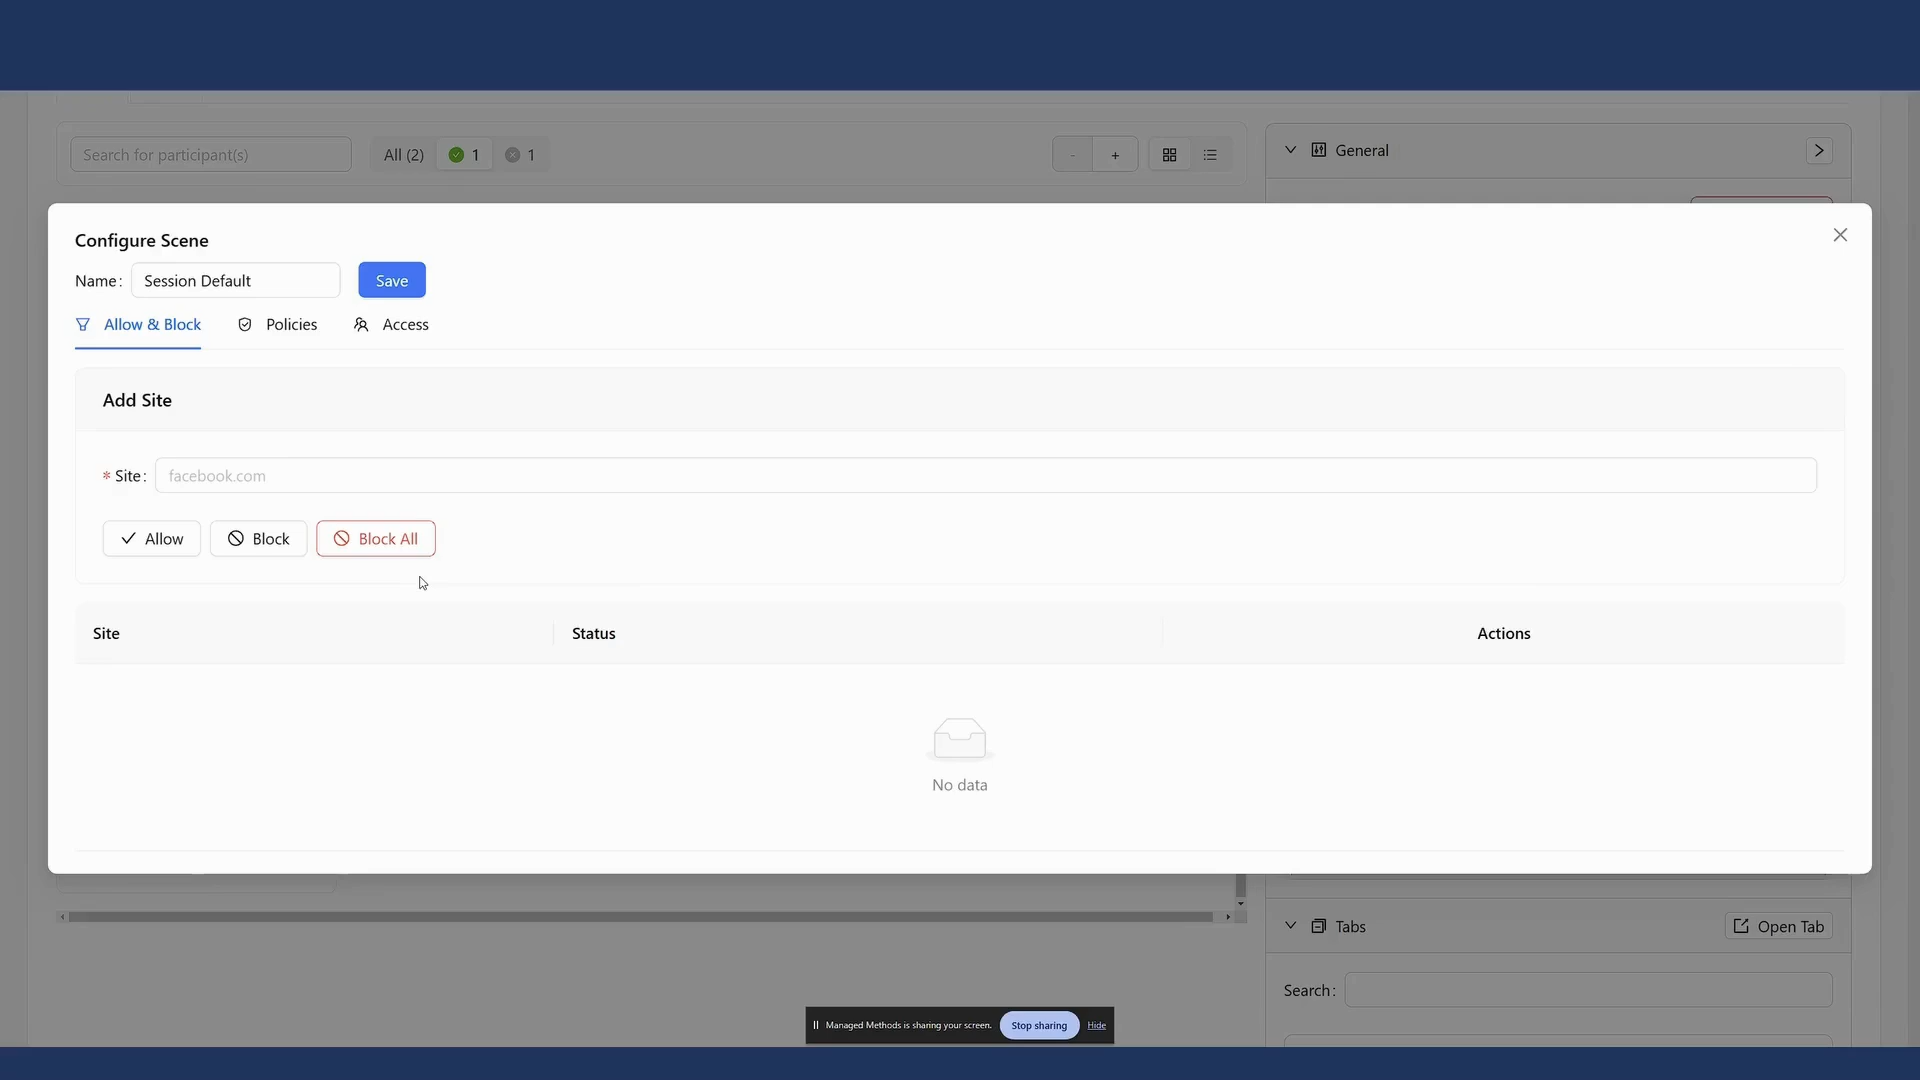 Search for participant(s)
All (2)
1
1
-
+
General
Configure Scene
Name:
Session Default
Save
Allow & Block
Policies
Access
Add Site
* Site:
facebook.com
Allow
Block
Block All
Site
Status
Actions
No data
Tabs
Open Tab
Search:
Managed Methods is sharing your screen.
Stop sharing
Hide